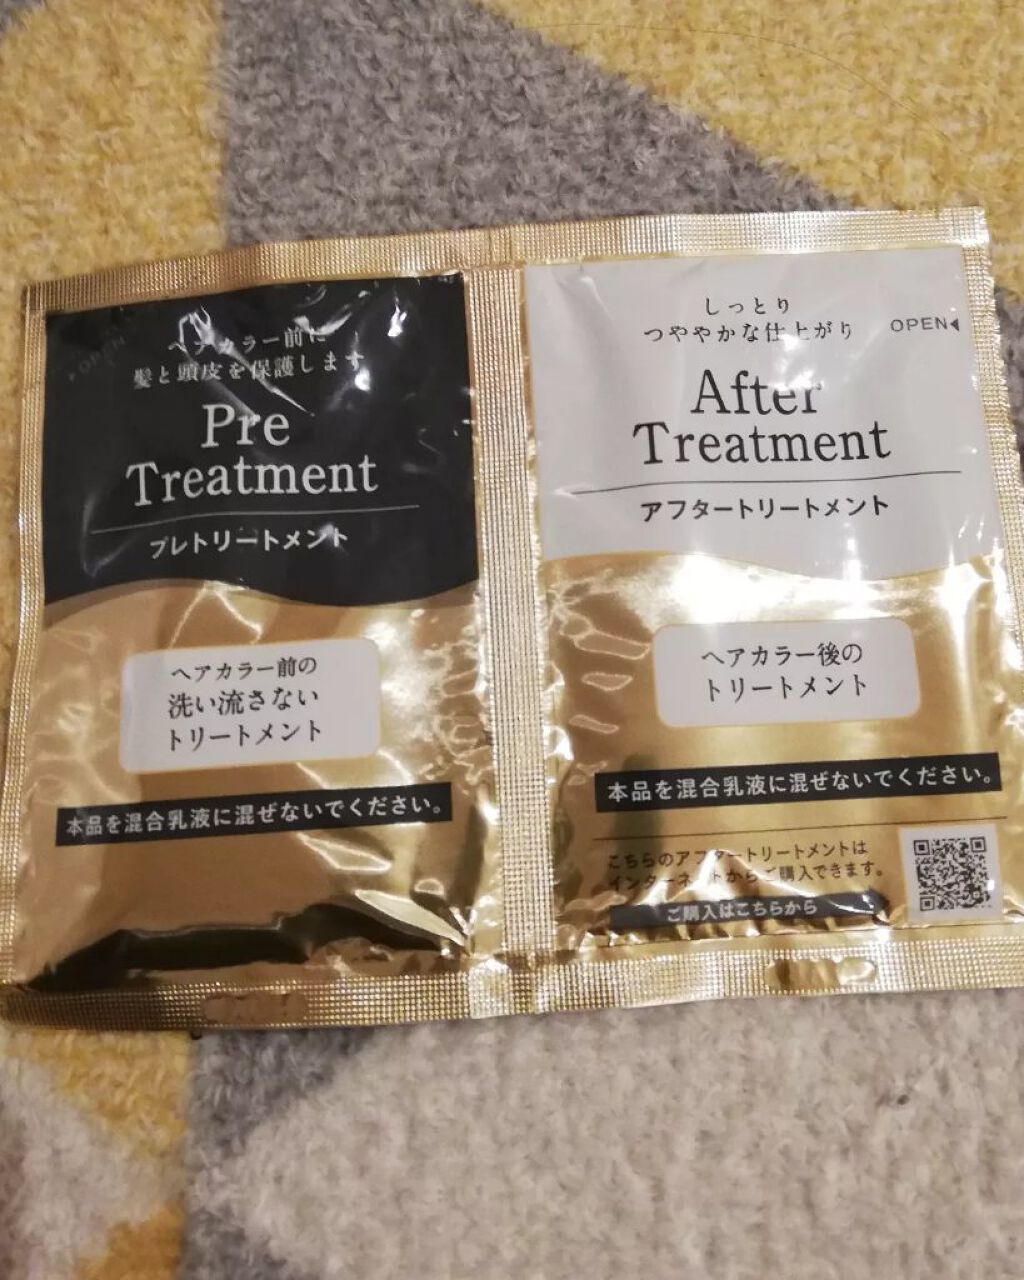 OPEN
ヘアカラー前に
髪と頭皮を保護します
Pre
Treatment
プレトリートメント
ヘアカラー前の
洗い流さない
トリートメント
本品を混合乳液に混ぜないでください。
しっとり
つややかな仕上がり
OPEN
After
Treatment
アフタートリートメント
ヘアカラー後の
トリートメント
本品を混合乳液に混ぜないでください。
こちらのアフタートリートメントは
インターネットからご購入できます。
ご購入はこちらから